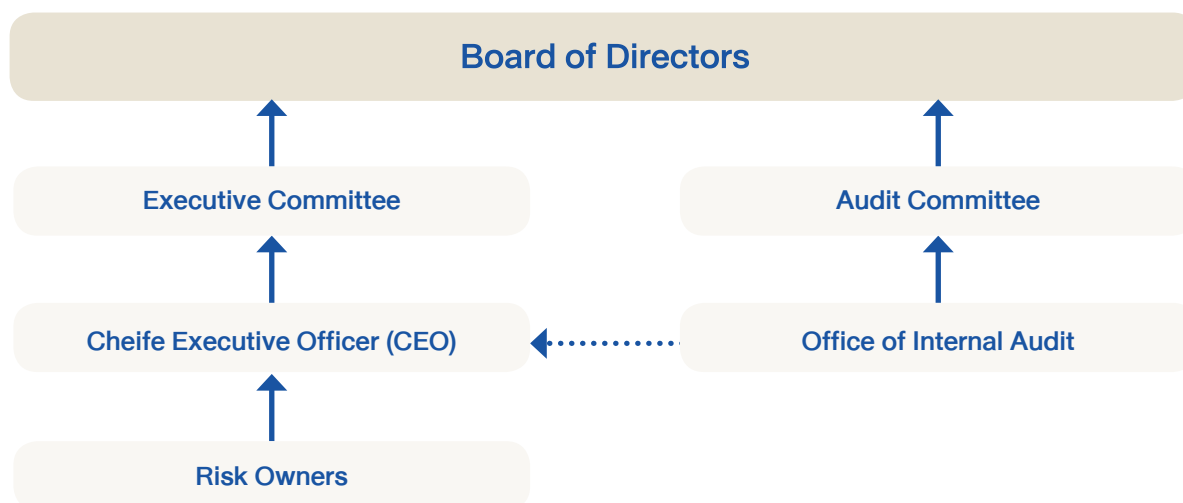 Board of Directors
Executive Committee
Audit Committee
Cheife Executive Officer (CEO)
Office of Internal Audit
Risk Owners